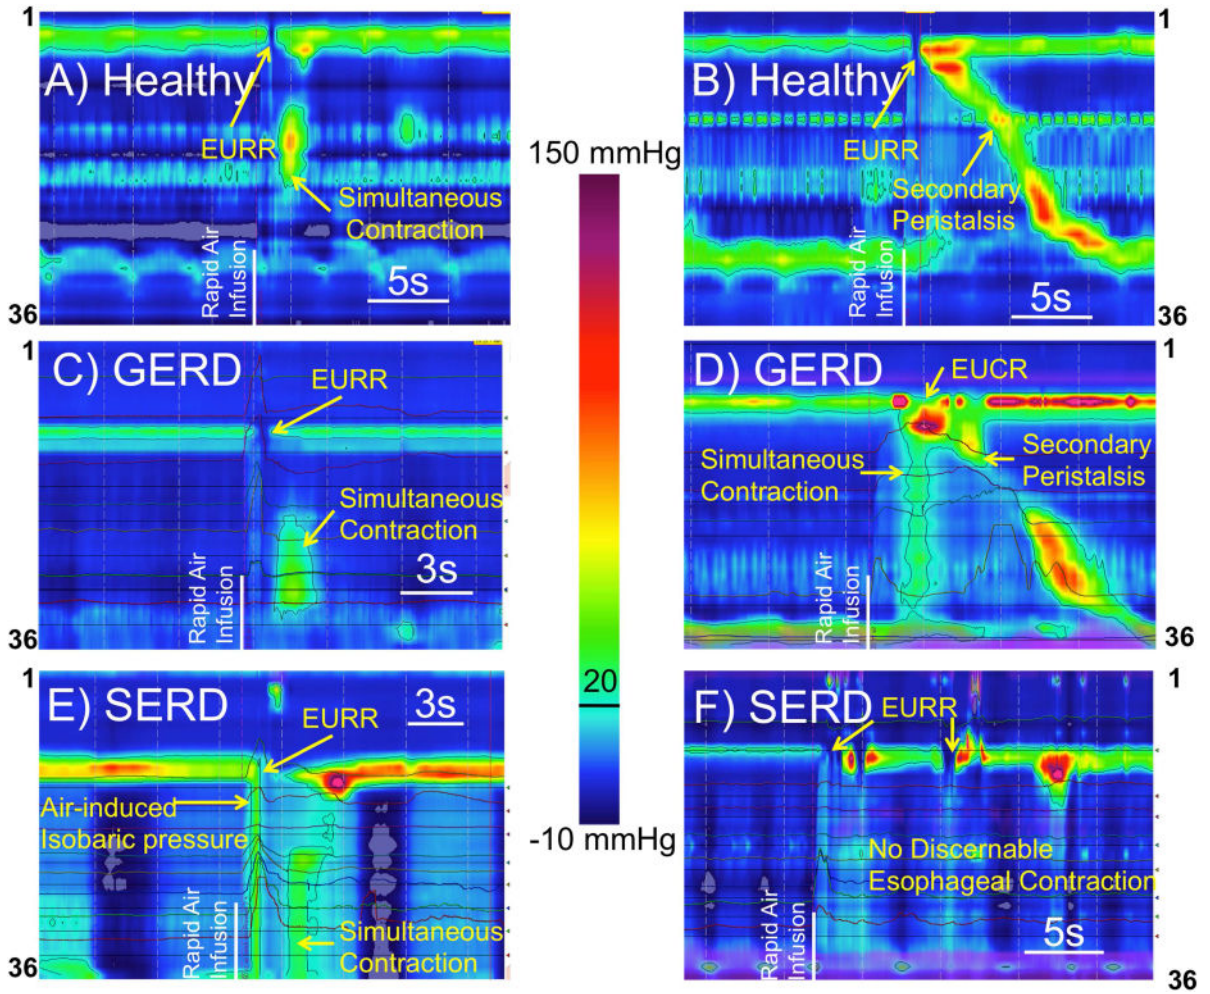 1
A) Healthy
EURR
Simultaneous
Contraction
Rapid Air
Infusion
5s
36
1
B) Healthy
EURR
Secondary
Peristalsis
Rapid Air
Infusion
5s
36
150 mmHg
20
-10 mmHg
1
C) GERD
EURR
Simultaneous
Contraction
Rapid Air
Infusion
3s
36
1
D) GERD
EUCR
Simultaneous
Contraction
Secondary
Peristalsis
Rapid Air
Infusion
36
1
E) SERD
3s
EURR
Air-induced
Isobaric pressure
Rapid Air
Infusion
Simultaneous
Contraction
36
1
F) SERD
EURR
No Discernable
Esophageal Contraction
Rapid Air
Infusion
5s
36